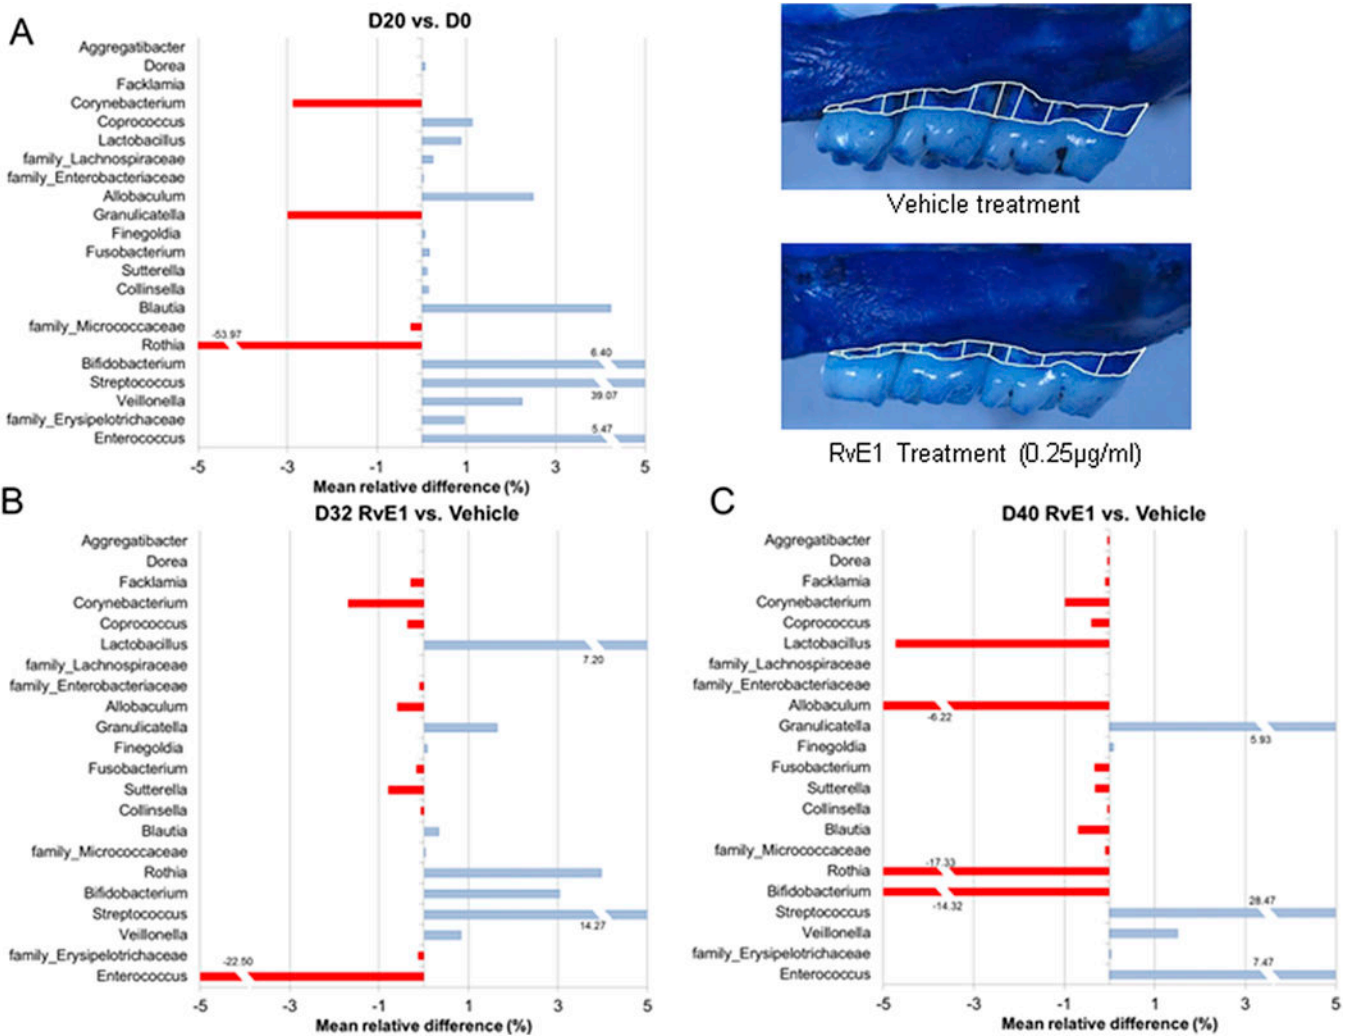 A
D20 vs. D0
Aggregatibacter
Dorea
Facklamia
Corynebacterium
Coprococcus
Lactobacillus
family_Lachnospiraceae
family_Enterobacteriaceae
Allobaculum
Granulicatella
Finegoldia
Fusobacterium
Sutterella
Collinsella
Blautia
family_Micrococcaceae
-53.97
Rothia
Bifidobacterium
6.40
Streptococcus
39.07
Veillonella
family_Erysipelotrichaceae
Enterococcus
5.47
-5 -3 -1 1 3 5
Mean relative difference (%)
Vehicle treatment
RvE1 Treatment (0.25µg/ml)
B
D32 RvE1 vs. Vehicle
Aggregatibacter
Dorea
Facklamia
Corynebacterium
Coprococcus
Lactobacillus
7.20
family_Lachnospiraceae
family_Enterobacteriaceae
Allobaculum
Granulicatella
Finegoldia
Fusobacterium
Sutterella
Collinsella
Blautia
family_Micrococcaceae
Rothia
Bifidobacterium
Streptococcus
14.27
Veillonella
family_Erysipelotrichaceae
-22.50
Enterococcus
-5 -3 -1 1 3 5
Mean relative difference (%)
C
D40 RvE1 vs. Vehicle
Aggregatibacter
Dorea
Facklamia
Corynebacterium
Coprococcus
Lactobacillus
family_Lachnospiraceae
family_Enterobacteriaceae
Allobaculum
-6.22
Granulicatella
5.93
Finegoldia
Fusobacterium
Sutterella
Collinsella
Blautia
family_Micrococcaceae
-17.33
Rothia
Bifidobacterium
-14.32
28.47
Streptococcus
Veillonella
family_Erysipelotrichaceae
7.47
Enterococcus
-5 -3 -1 1 3 5
Mean relative difference (%)